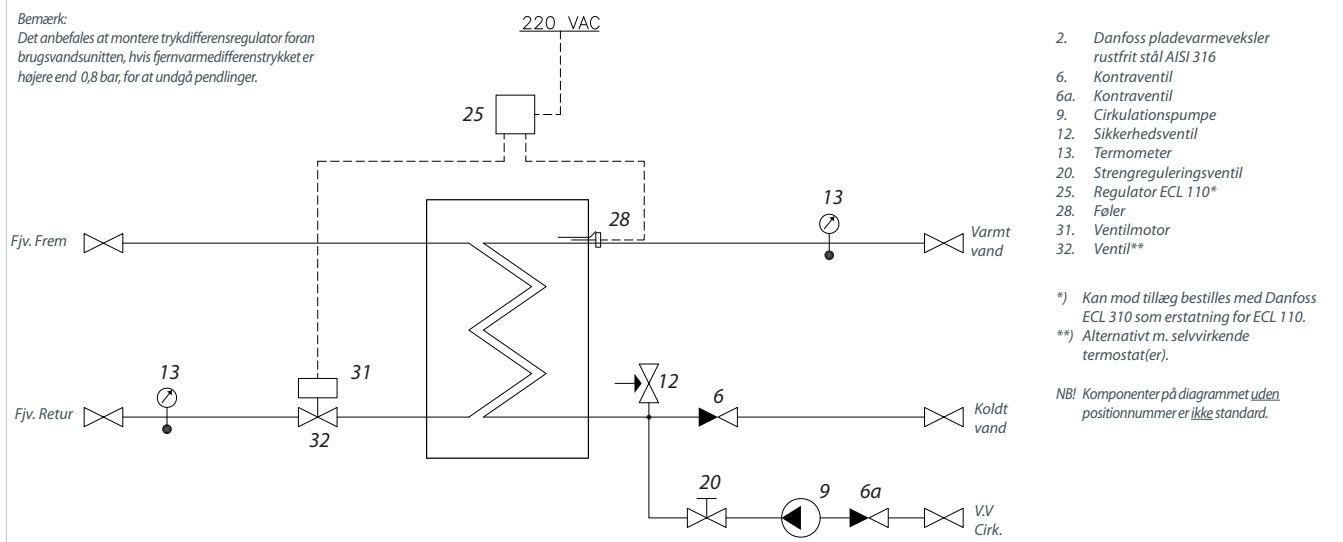 Bemærk:
Det anbefales at montere trykdifferensregulator foran
brugsvandsunitten, hvis fjernvarmedifferenstrykket er
højere end 0,8 bar, for at undgå pendlinger.
220 VAC
25
28
13
Fjv. Frem
Varmt
vand
13
31
32
12
6
Fjv. Retur
Koldt
vand
20
9
6a
V.V
Cirk.
2. Danfoss pladevarmeveksler
rustfrit stål AISI 316
6. Kontraventil
6a. Kontraventil
9. Cirkulationspumpe
12. Sikkerhedsventil
13. Termometer
20. Strengreguleringsventil
25. Regulator ECL 110*
28. Føler
31. Ventilmotor
32. Ventil**
*) Kan mod tillæg bestilles med Danfoss
ECL 310 som erstatning for ECL 110.
**) Alternativt m. selvvirkende
termostat(er).
NB! Komponenter på diagrammet uden
positionnummer er ikke standard.